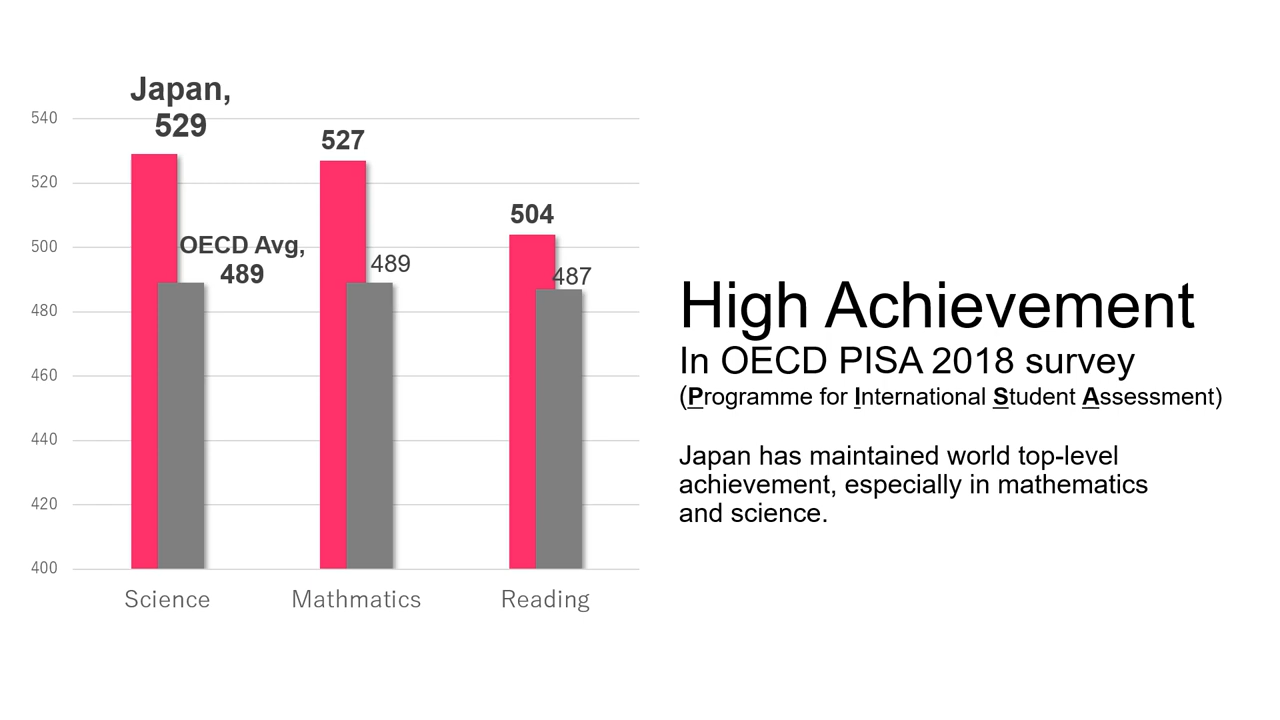 Japan,
529
540
527
520
504
500
OECD Avg,
489
489
487
480
460
440
420
400
Science
Mathmatics
Reading
High Achievement
In OECD PISA 2018 survey
(Programme for International Student Assessment)
Japan has maintained world top-level
achievement, especially in mathematics
and science.